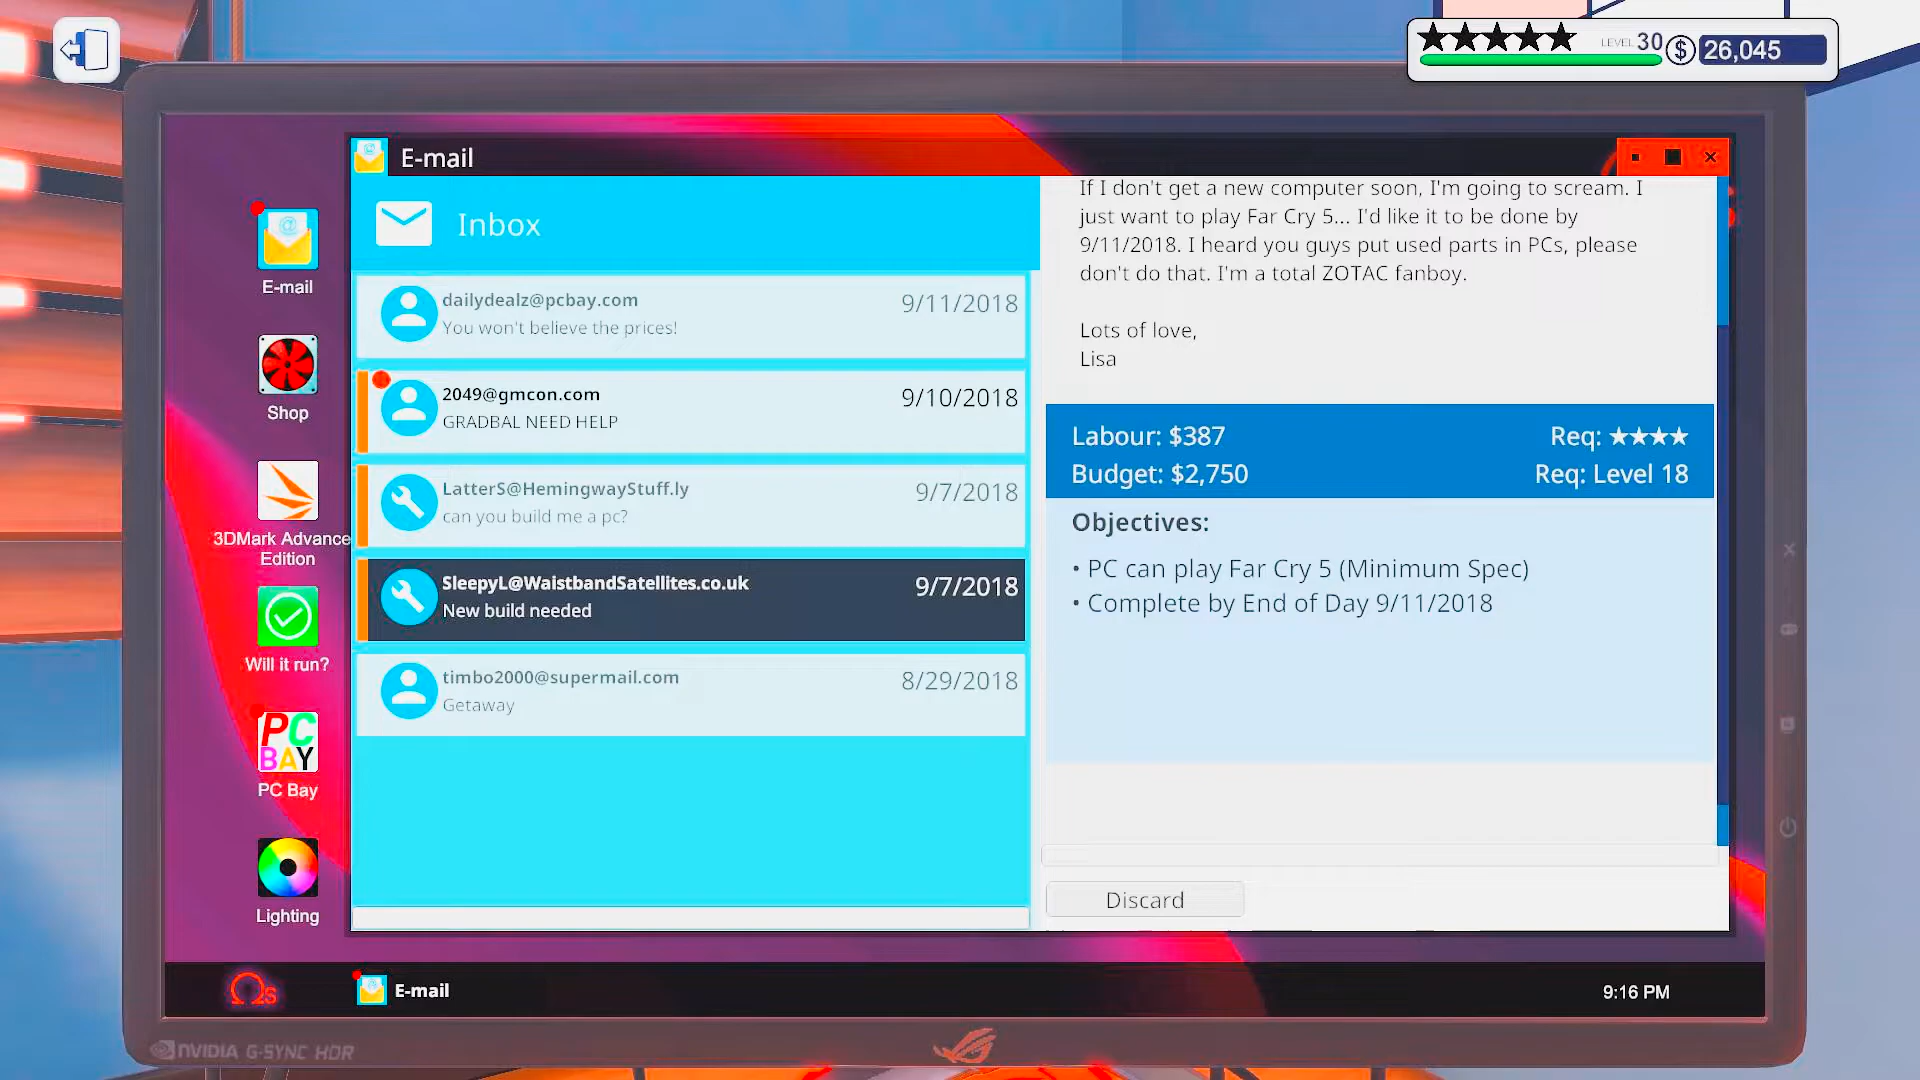 ★★★★★ LEVEL 30 $ 26,045
E-mail
Inbox
dailydealz@pcbay.com 9/11/2018
You won't believe the prices!
2049@gmcon.com 9/10/2018
GRADBAL NEED HELP
LatterS@HemingwayStuff.ly 9/7/2018
can you build me a pc?
SleepyL@WaistbandSatellites.co.uk 9/7/2018
New build needed
timbo2000@supermail.com 8/29/2018
Getaway
If I don't get a new computer soon, I'm going to scream. I
just want to play Far Cry 5... I'd like it to be done by
9/11/2018. I heard you guys put used parts in PCs, please
don't do that. I'm a total ZOTAC fanboy.
Lots of love,
Lisa
Labour: $387 Req: ★★★★
Budget: $2,750 Req: Level 18
Objectives:
• PC can play Far Cry 5 (Minimum Spec)
• Complete by End of Day 9/11/2018
Discard
E-mail
Shop
3DMark Advance
Edition
Will it run?
PC
BAY
PC Bay
Lighting
Ωs
E-mail
9:16 PM
NVIDIA G-SYNC HDR